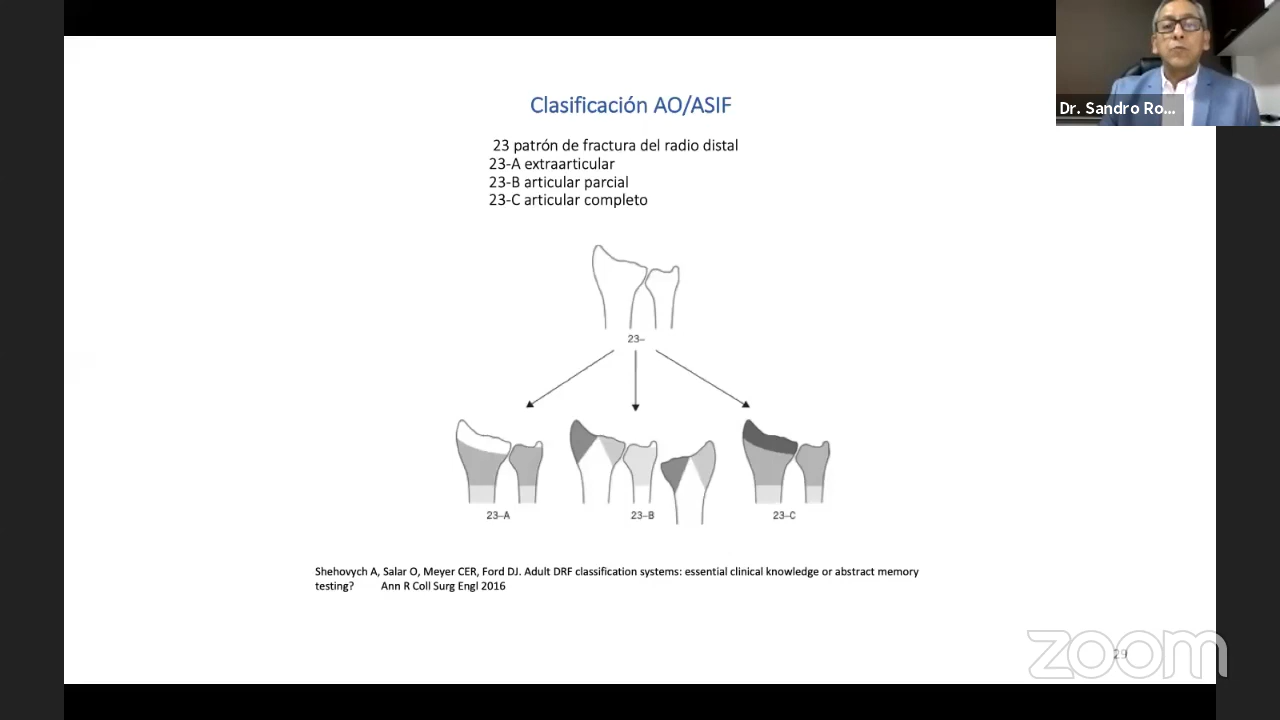 Dr. Sandro Ro...
Clasificación AO/ASIF
23 patrón de fractura del radio distal
23-A extraarticular
23-B articular parcial
23-C articular completo
23–
23–A
23–B
23–C
Shehovych A, Salar O, Meyer CER, Ford DJ. Adult DRF classification systems: essential clinical knowledge or abstract memory
testing? Ann R Coll Surg Engl 2016
zoom
29